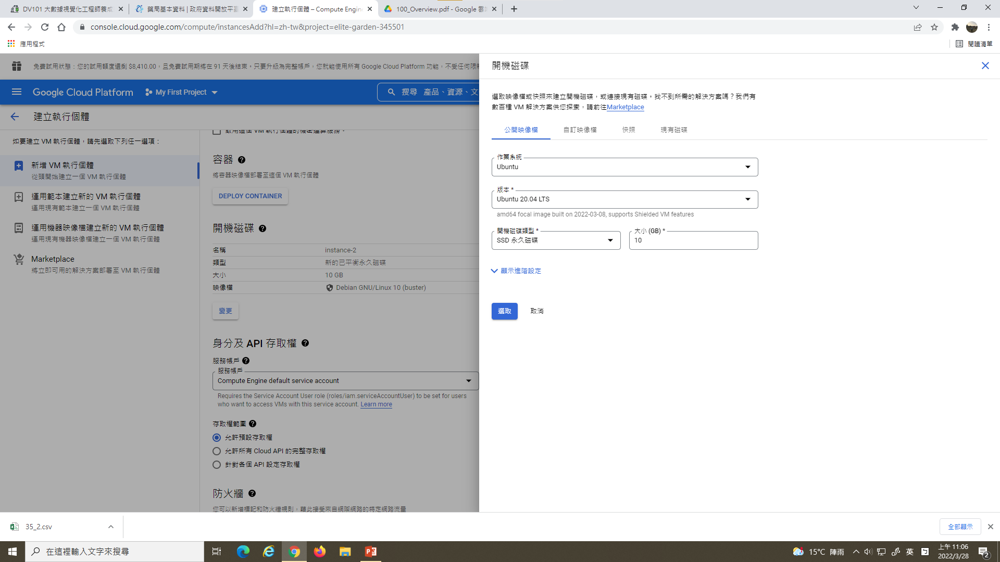 DV101 大數據視覺化工程師養成
藥局基本資料 | 政府資料開放平臺
建立執行個體 – Compute Engin
100_Overview.pdf - Google 雲端
console.cloud.google.com/compute/instancesAdd?hl=zh-tw&project=elite-garden-345501
應用程式
閱讀清單
免費試用狀態：您的試用額度還剩 $8,410.00，且免費試用期將在 91 天後結束。只要升級為完整帳戶，您就能使用所有 Google Cloud Platform 功能，不受任何限制
Google Cloud Platform
My First Project
搜尋 產品、資源、文
建立執行個體
如要建立 VM 執行個體，請先選取下列任一選項：
新增 VM 執行個體
從頭開始建立一個 VM 執行個體
運用範本建立新的 VM 執行個體
運用現有範本建立一個 VM 執行個體
運用機器映像檔建立新的 VM 執行個體
運用現有機器映像檔建立一個 VM 執行個體
Marketplace
將立即可用的解決方案部署至 VM 執行個體
啟用這個 VM 執行個體的機密運算服務。
容器
將容器映像檔部署至這個 VM 執行個體
DEPLOY CONTAINER
開機磁碟
名稱 instance-2
類型 新的已平衡永久磁碟
大小 10 GB
映像檔 Debian GNU/Linux 10 (buster)
變更
身分及 API 存取權
服務帳戶
服務帳戶
Compute Engine default service account
Requires the Service Account User role (roles/iam.serviceAccountUser) to be set for users
who want to access VMs with this service account. Learn more
存取權範圍
允許預設存取權
允許所有 Cloud API 的完整存取權
針對各個 API 設定存取權
防火牆
您可以新增標記和防火牆規則，藉此接受來自網際網路的特定網路流量
開機磁碟
選取映像檔或快照來建立開機磁碟，或連接現有磁碟。找不到所需的解決方案嗎？我們有
數百種 VM 解決方案供您探索，請前往Marketplace
公開映像檔 自訂映像檔 快照 現有磁碟
作業系統
Ubuntu
版本 *
Ubuntu 20.04 LTS
amd64 focal image built on 2022-03-08, supports Shielded VM features
開機磁碟類型 * 大小 (GB) *
SSD 永久磁碟 10
顯示進階設定
選取 取消
35_2.csv
全部顯示
在這裡輸入文字來搜尋
15°C 陣雨
英
上午 11:06
2022/3/28
2